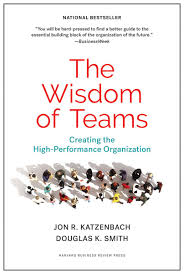 NATIONAL BESTSELLER
"You will be hard pressed to find a better guide to the
essential building block of the organization of the future."
—BusinessWeek
The
Wisdom
of Teams
Creating the
High-Performance Organization
JON R. KATZENBACH
DOUGLAS K. SMITH
HARVARD BUSINESS REVIEW PRESS